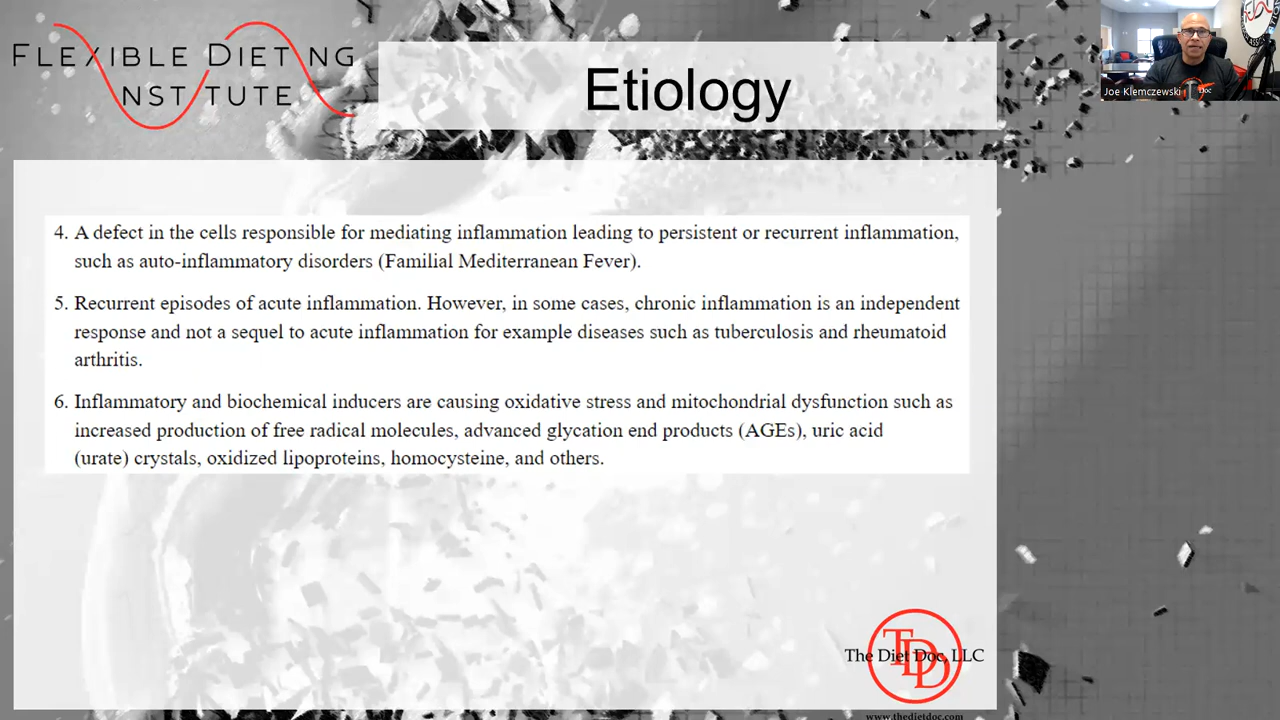 FLEXIBLE DIETING
INSTITUTE
Etiology
Joe Klemczewski
Doc
4. A defect in the cells responsible for mediating inflammation leading to persistent or recurrent inflammation,
such as auto-inflammatory disorders (Familial Mediterranean Fever).
5. Recurrent episodes of acute inflammation. However, in some cases, chronic inflammation is an independent
response and not a sequel to acute inflammation for example diseases such as tuberculosis and rheumatoid
arthritis.
6. Inflammatory and biochemical inducers are causing oxidative stress and mitochondrial dysfunction such as
increased production of free radical molecules, advanced glycation end products (AGEs), uric acid
(urate) crystals, oxidized lipoproteins, homocysteine, and others.
TDD
The Diet Doc, LLC
www.thedietdoc.com